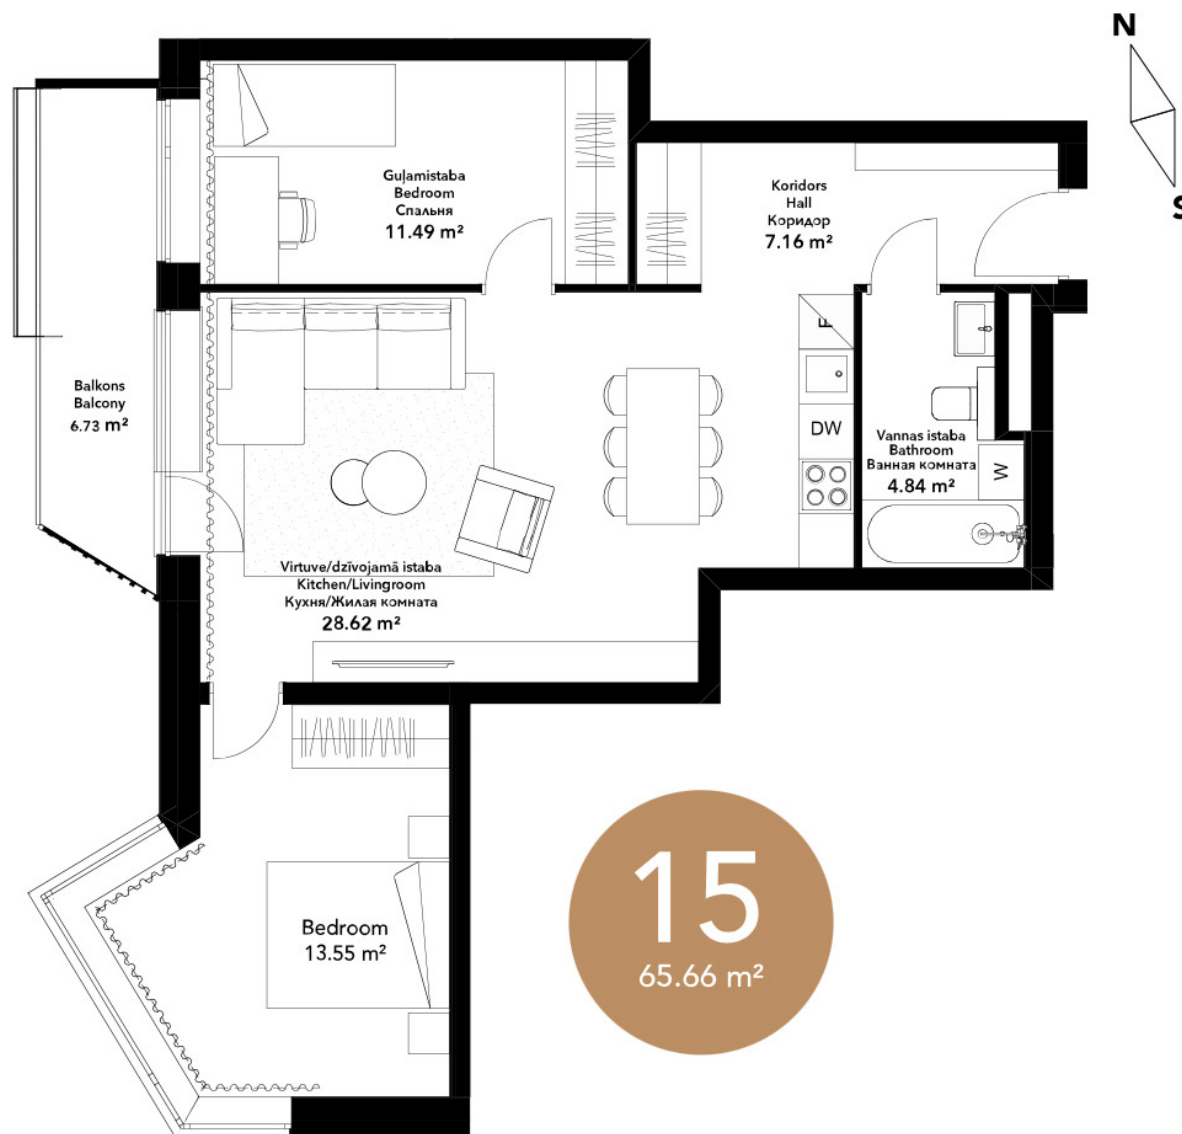 N
S
Guļamistaba
Bedroom
Спальня
11.49 m²
Koridors
Hall
Коридор
7.16 m²
F
Balkons
Balcony
6.73 m²
DW
Vannas istaba
Bathroom
Ванная комната
4.84 m²
W
Virtuve/dzīvojamā istaba
Kitchen/Livingroom
Кухня/Жилая комната
28.62 m²
Bedroom
13.55 m²
15
65.66 m²